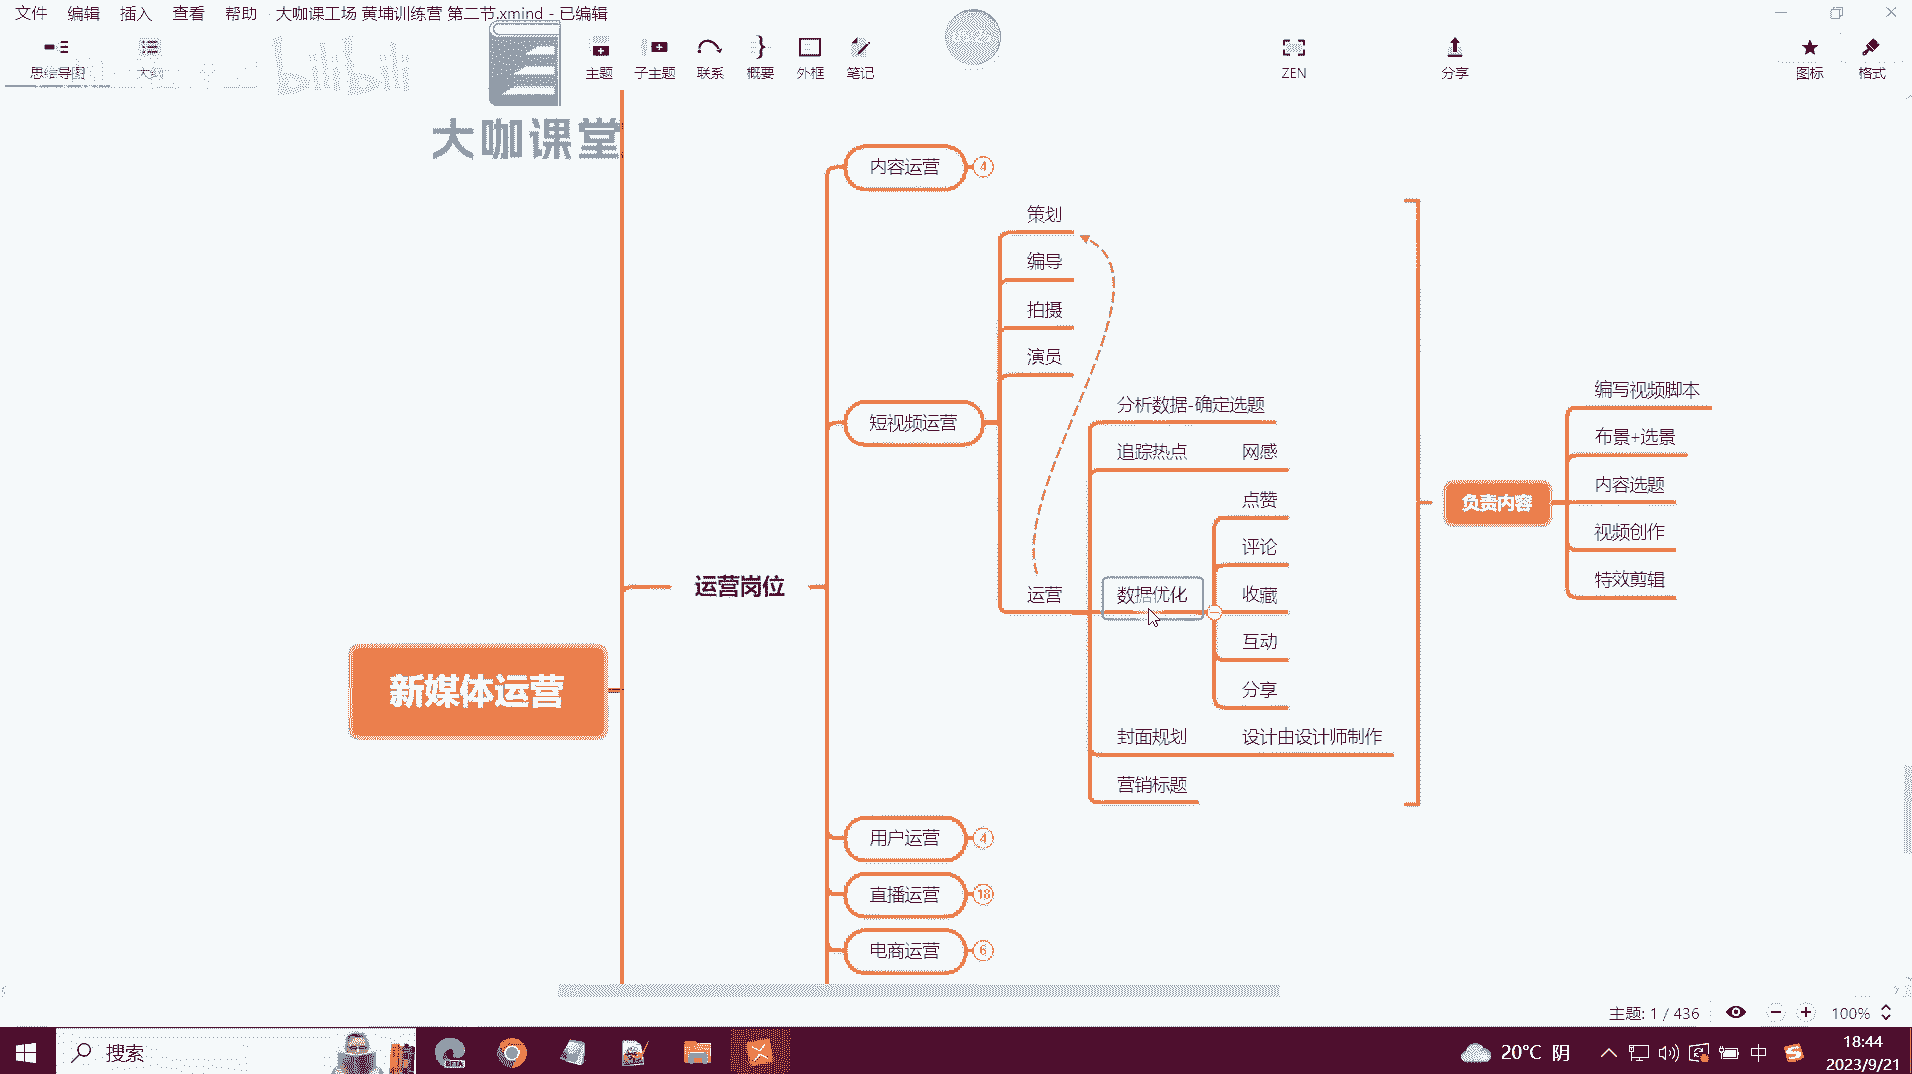 文件 编辑 插入 查看 帮助 大咖课工场 黄埔训练营 第二节.xmind - 已编辑
思维导图 大纲 bilibili 主题 子主题 联系 概要 外框 笔记 ZEN 分享 图标 格式
大咖课堂
内容运营 4
策划
编导
拍摄
演员
短视频运营
分析数据-确定选题
追踪热点 网感
点赞
评论
运营 数据优化 收藏
互动
分享
封面规划 设计由设计师制作
营销标题
负责内容
编写视频脚本
布景+选景
内容选题
视频创作
特效剪辑
运营岗位
新媒体运营
用户运营 4
直播运营 18
电商运营 6
主题: 1 / 436 100%
搜索
BETA
20°C 阴 中 18:44
2023/9/21